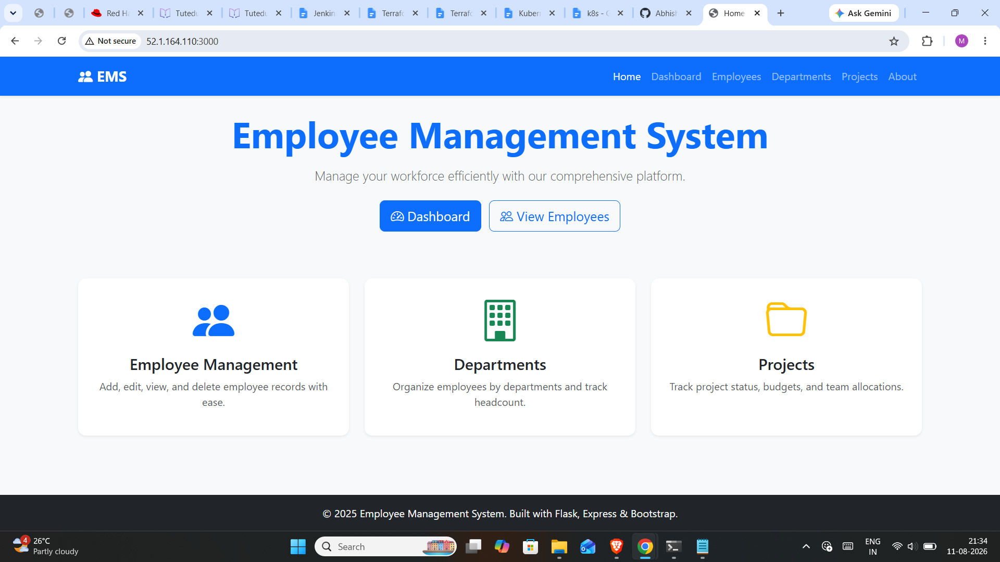 Red Ha
Tutedu
Tutedu
Jenkin
Terrafo
Terrafo
Kubern
k8s - G
Abhish
Home
Ask Gemini
Not secure
52.1.164.110:3000
M
EMS
Home
Dashboard
Employees
Departments
Projects
About
Employee Management System
Manage your workforce efficiently with our comprehensive platform.
Dashboard
View Employees
Employee Management
Add, edit, view, and delete employee records with
ease.
Departments
Organize employees by departments and track
headcount.
Projects
Track project status, budgets, and team allocations.
© 2025 Employee Management System. Built with Flask, Express & Bootstrap.
4
26°C
Partly cloudy
Search
ENG
IN
21:34
11-08-2026